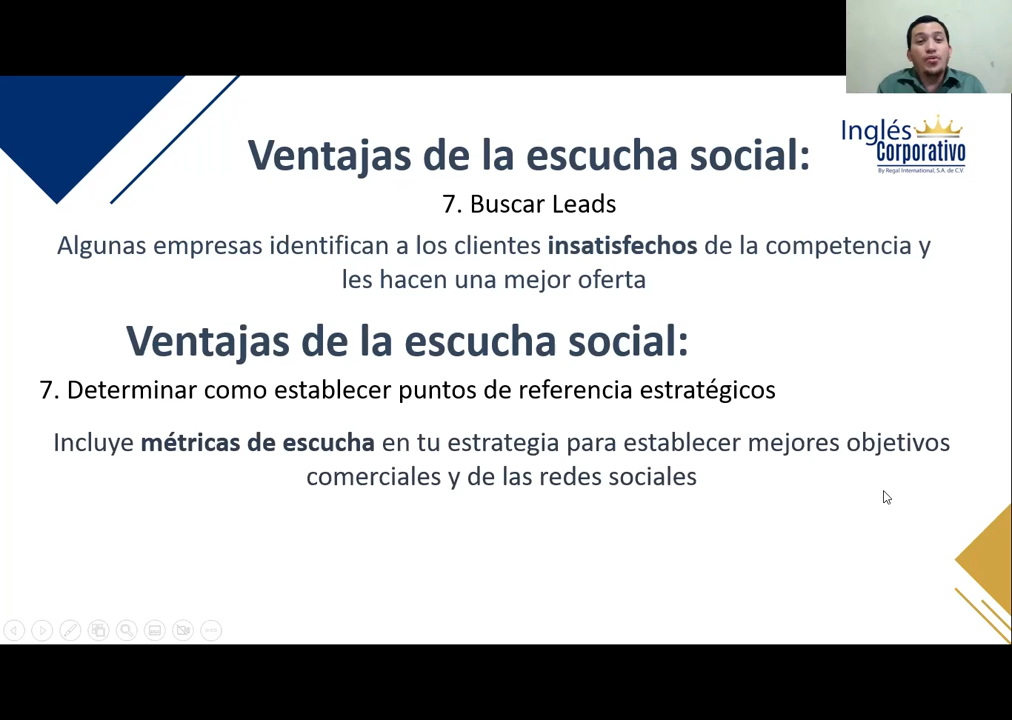 Inglés
Corporativo
By Regal International, S.A. de C.V.
Ventajas de la escucha social:
7. Buscar Leads
Algunas empresas identifican a los clientes insatisfechos de la competencia y
les hacen una mejor oferta
Ventajas de la escucha social:
7. Determinar como establecer puntos de referencia estratégicos
Incluye métricas de escucha en tu estrategia para establecer mejores objetivos
comerciales y de las redes sociales